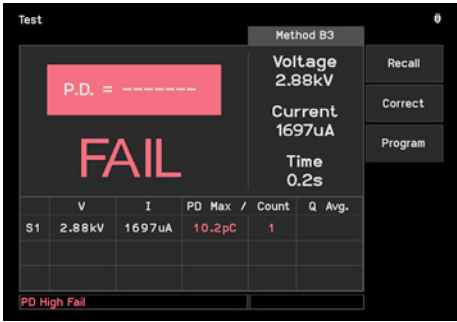 Test
Method B3
P.D. = -------
FAIL
Voltage
2.88kV
Current
1697uA
Time
0.2s
Recall
Correct
Program
V I PD Max / Count Q Avg.
S1 2.88kV 1697uA 10.2pC 1
PD High Fail